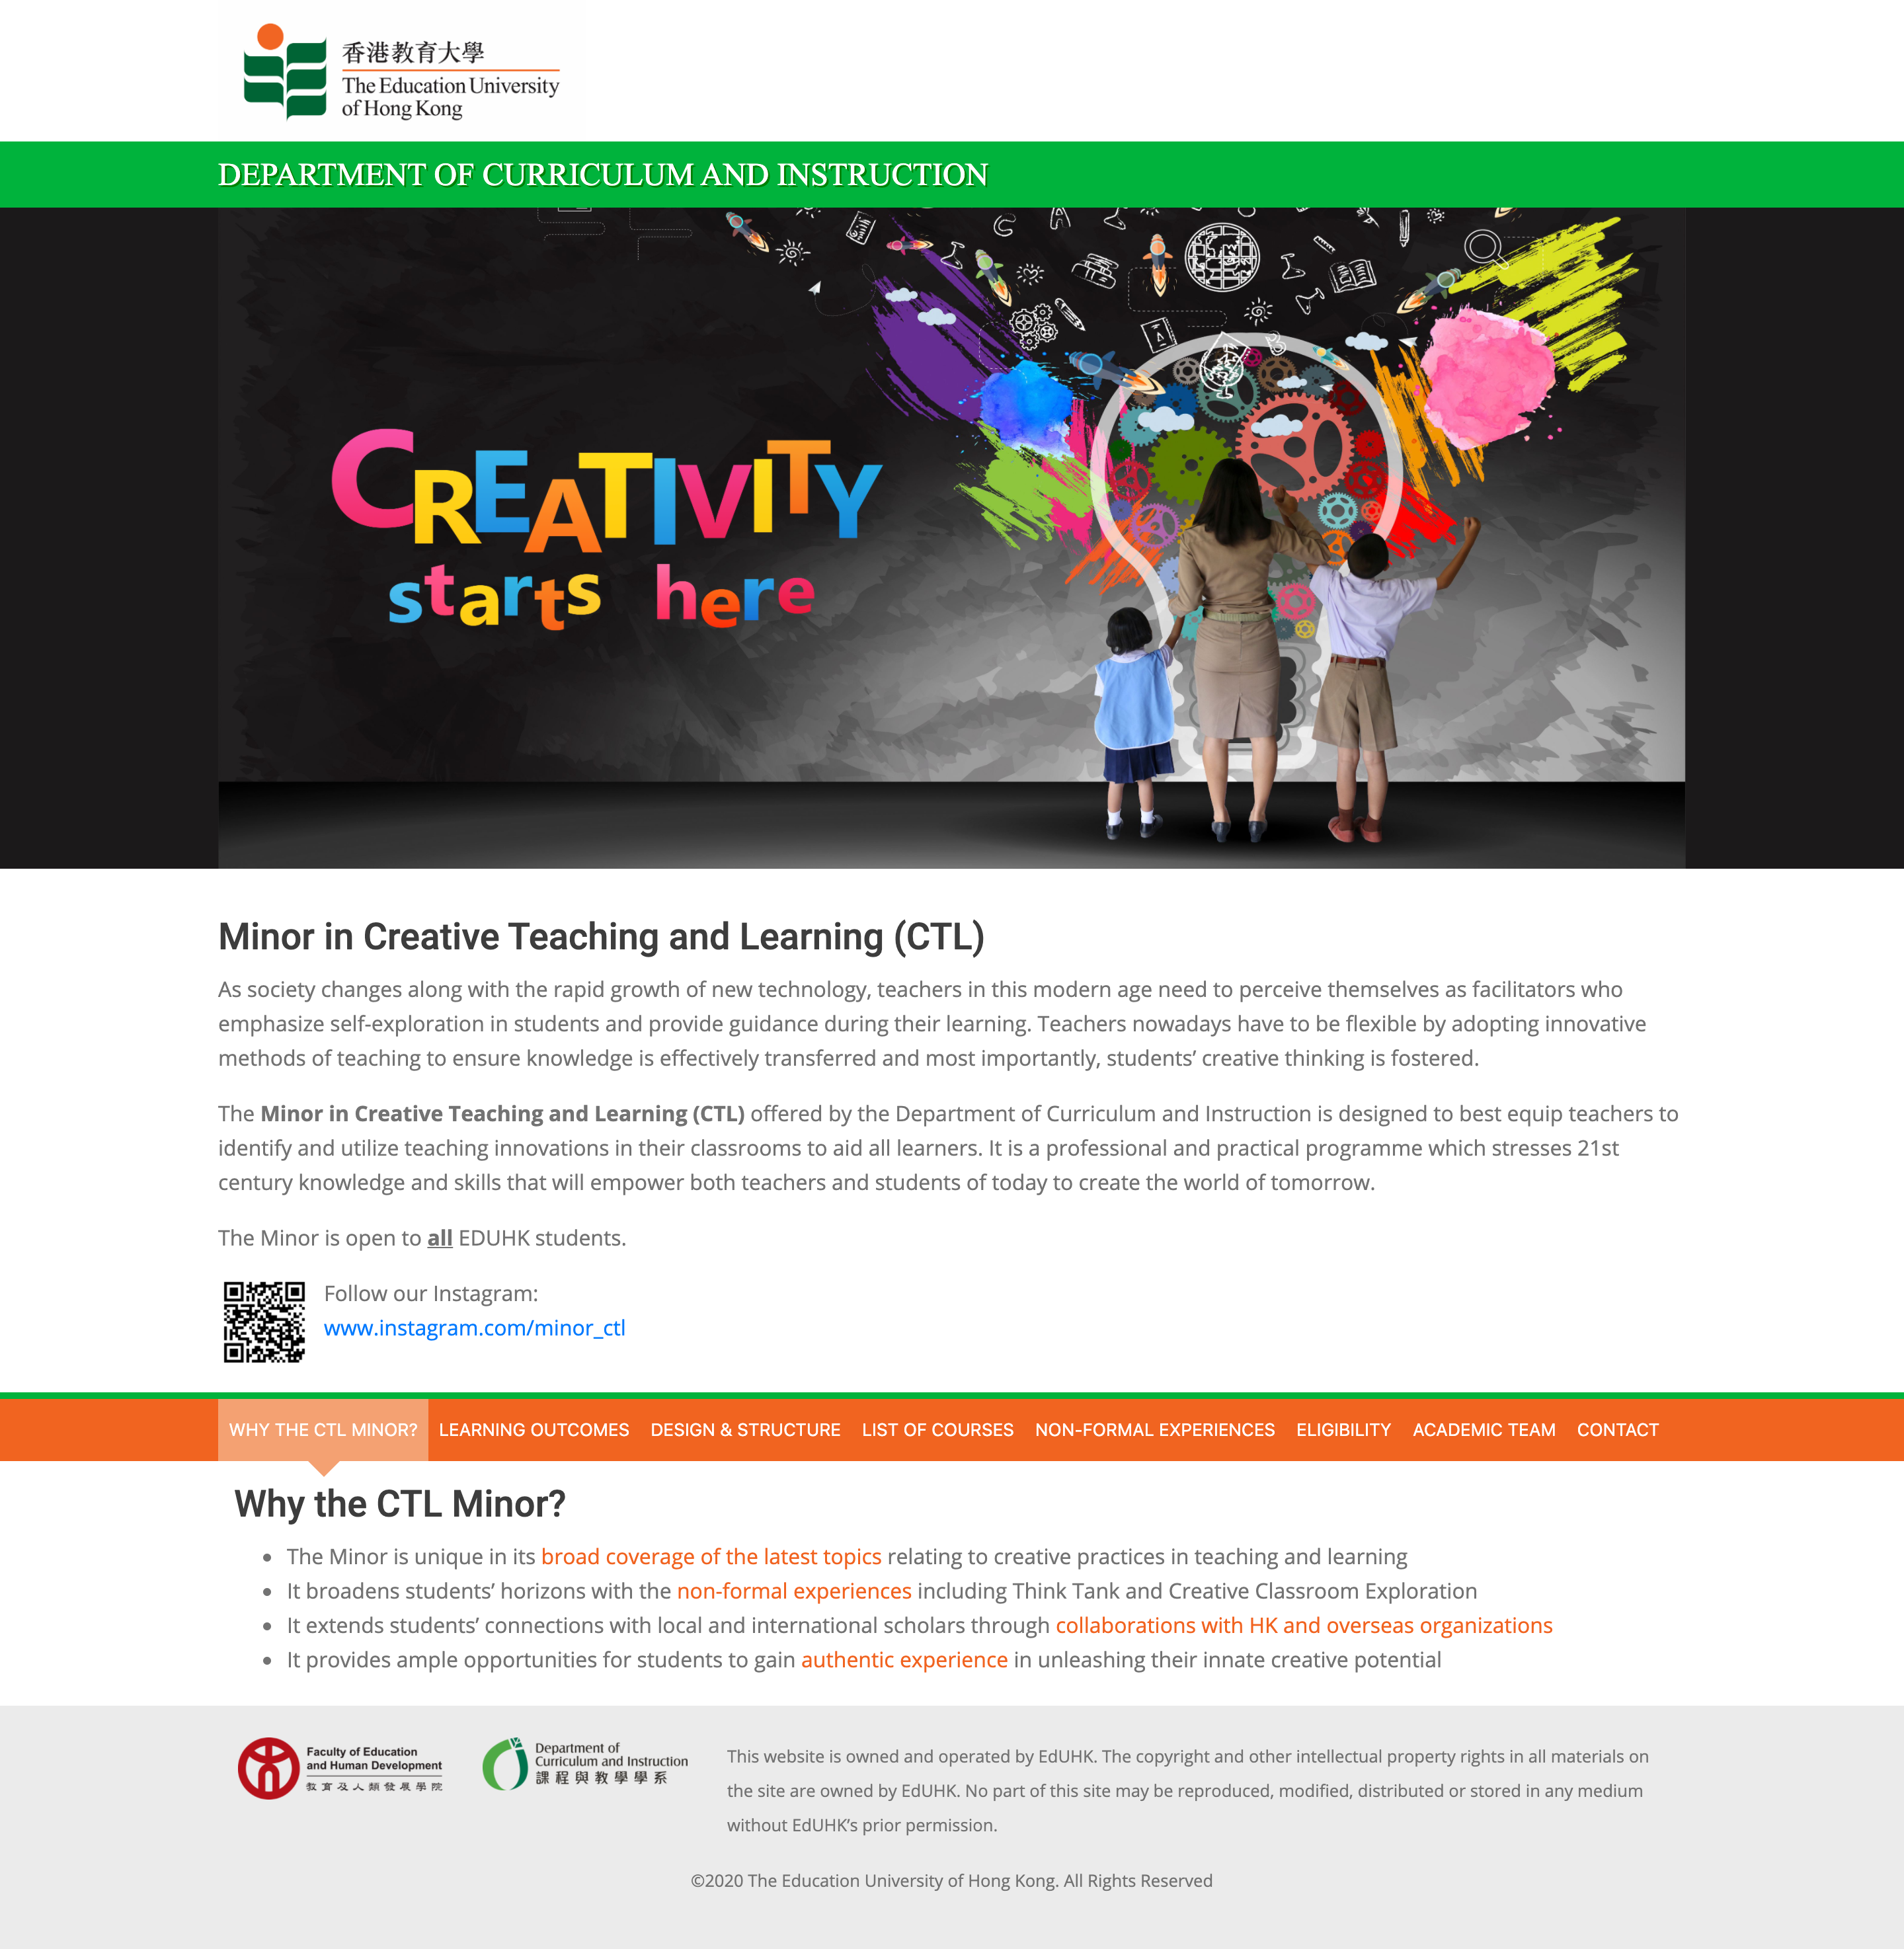 香港教育大學
The Education University
of Hong Kong
DEPARTMENT OF CURRICULUM AND INSTRUCTION
CREATIVITY
starts here
Minor in Creative Teaching and Learning (CTL)
As society changes along with the rapid growth of new technology, teachers in this modern age need to perceive themselves as facilitators who
emphasize self-exploration in students and provide guidance during their learning. Teachers nowadays have to be flexible by adopting innovative
methods of teaching to ensure knowledge is effectively transferred and most importantly, students’ creative thinking is fostered.
The Minor in Creative Teaching and Learning (CTL) offered by the Department of Curriculum and Instruction is designed to best equip teachers to
identify and utilize teaching innovations in their classrooms to aid all learners. It is a professional and practical programme which stresses 21st
century knowledge and skills that will empower both teachers and students of today to create the world of tomorrow.
The Minor is open to all EDUHK students.
Follow our Instagram:
www.instagram.com/minor_ctl
WHY THE CTL MINOR? LEARNING OUTCOMES DESIGN & STRUCTURE LIST OF COURSES NON-FORMAL EXPERIENCES ELIGIBILITY ACADEMIC TEAM CONTACT
Why the CTL Minor?
The Minor is unique in its broad coverage of the latest topics relating to creative practices in teaching and learning
It broadens students’ horizons with the non-formal experiences including Think Tank and Creative Classroom Exploration
It extends students’ connections with local and international scholars through collaborations with HK and overseas organizations
It provides ample opportunities for students to gain authentic experience in unleashing their innate creative potential
Faculty of Education
and Human Development
教育及人類發展學院
Department of
Curriculum and Instruction
課程與教學學系
This website is owned and operated by EdUHK. The copyright and other intellectual property rights in all materials on
the site are owned by EdUHK. No part of this site may be reproduced, modified, distributed or stored in any medium
without EdUHK’s prior permission.
©2020 The Education University of Hong Kong. All Rights Reserved